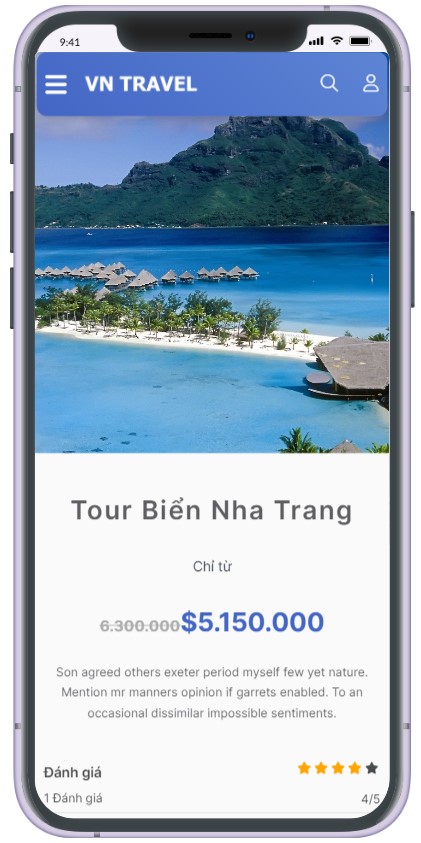 9:41
VN TRAVEL
Tour Biển Nha Trang
Chỉ từ
6.300.000$5.150.000
Son agreed others exeter period myself few yet nature.
Mention mr manners opinion if garrets enabled. To an
occasional dissimilar impossible sentiments.
Đánh giá
1 Đánh giá 4/5